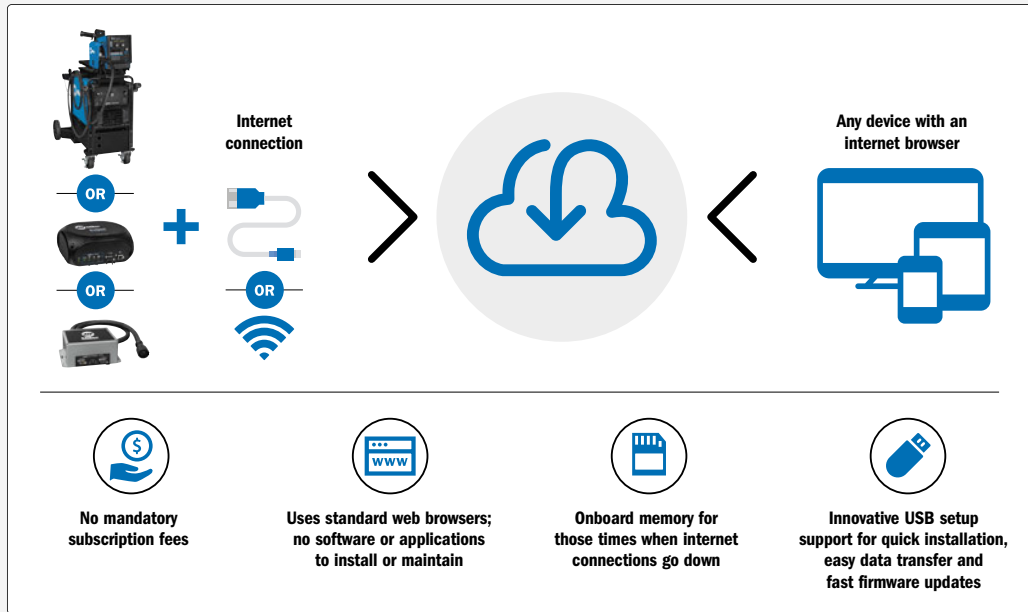 Internet
connection
Any device with an
internet browser
OR
OR
OR
$
www
No mandatory
subscription fees
Uses standard web browsers;
no software or applications
to install or maintain
Onboard memory for
those times when internet
connections go down
Innovative USB setup
support for quick installation,
easy data transfer and
fast firmware updates